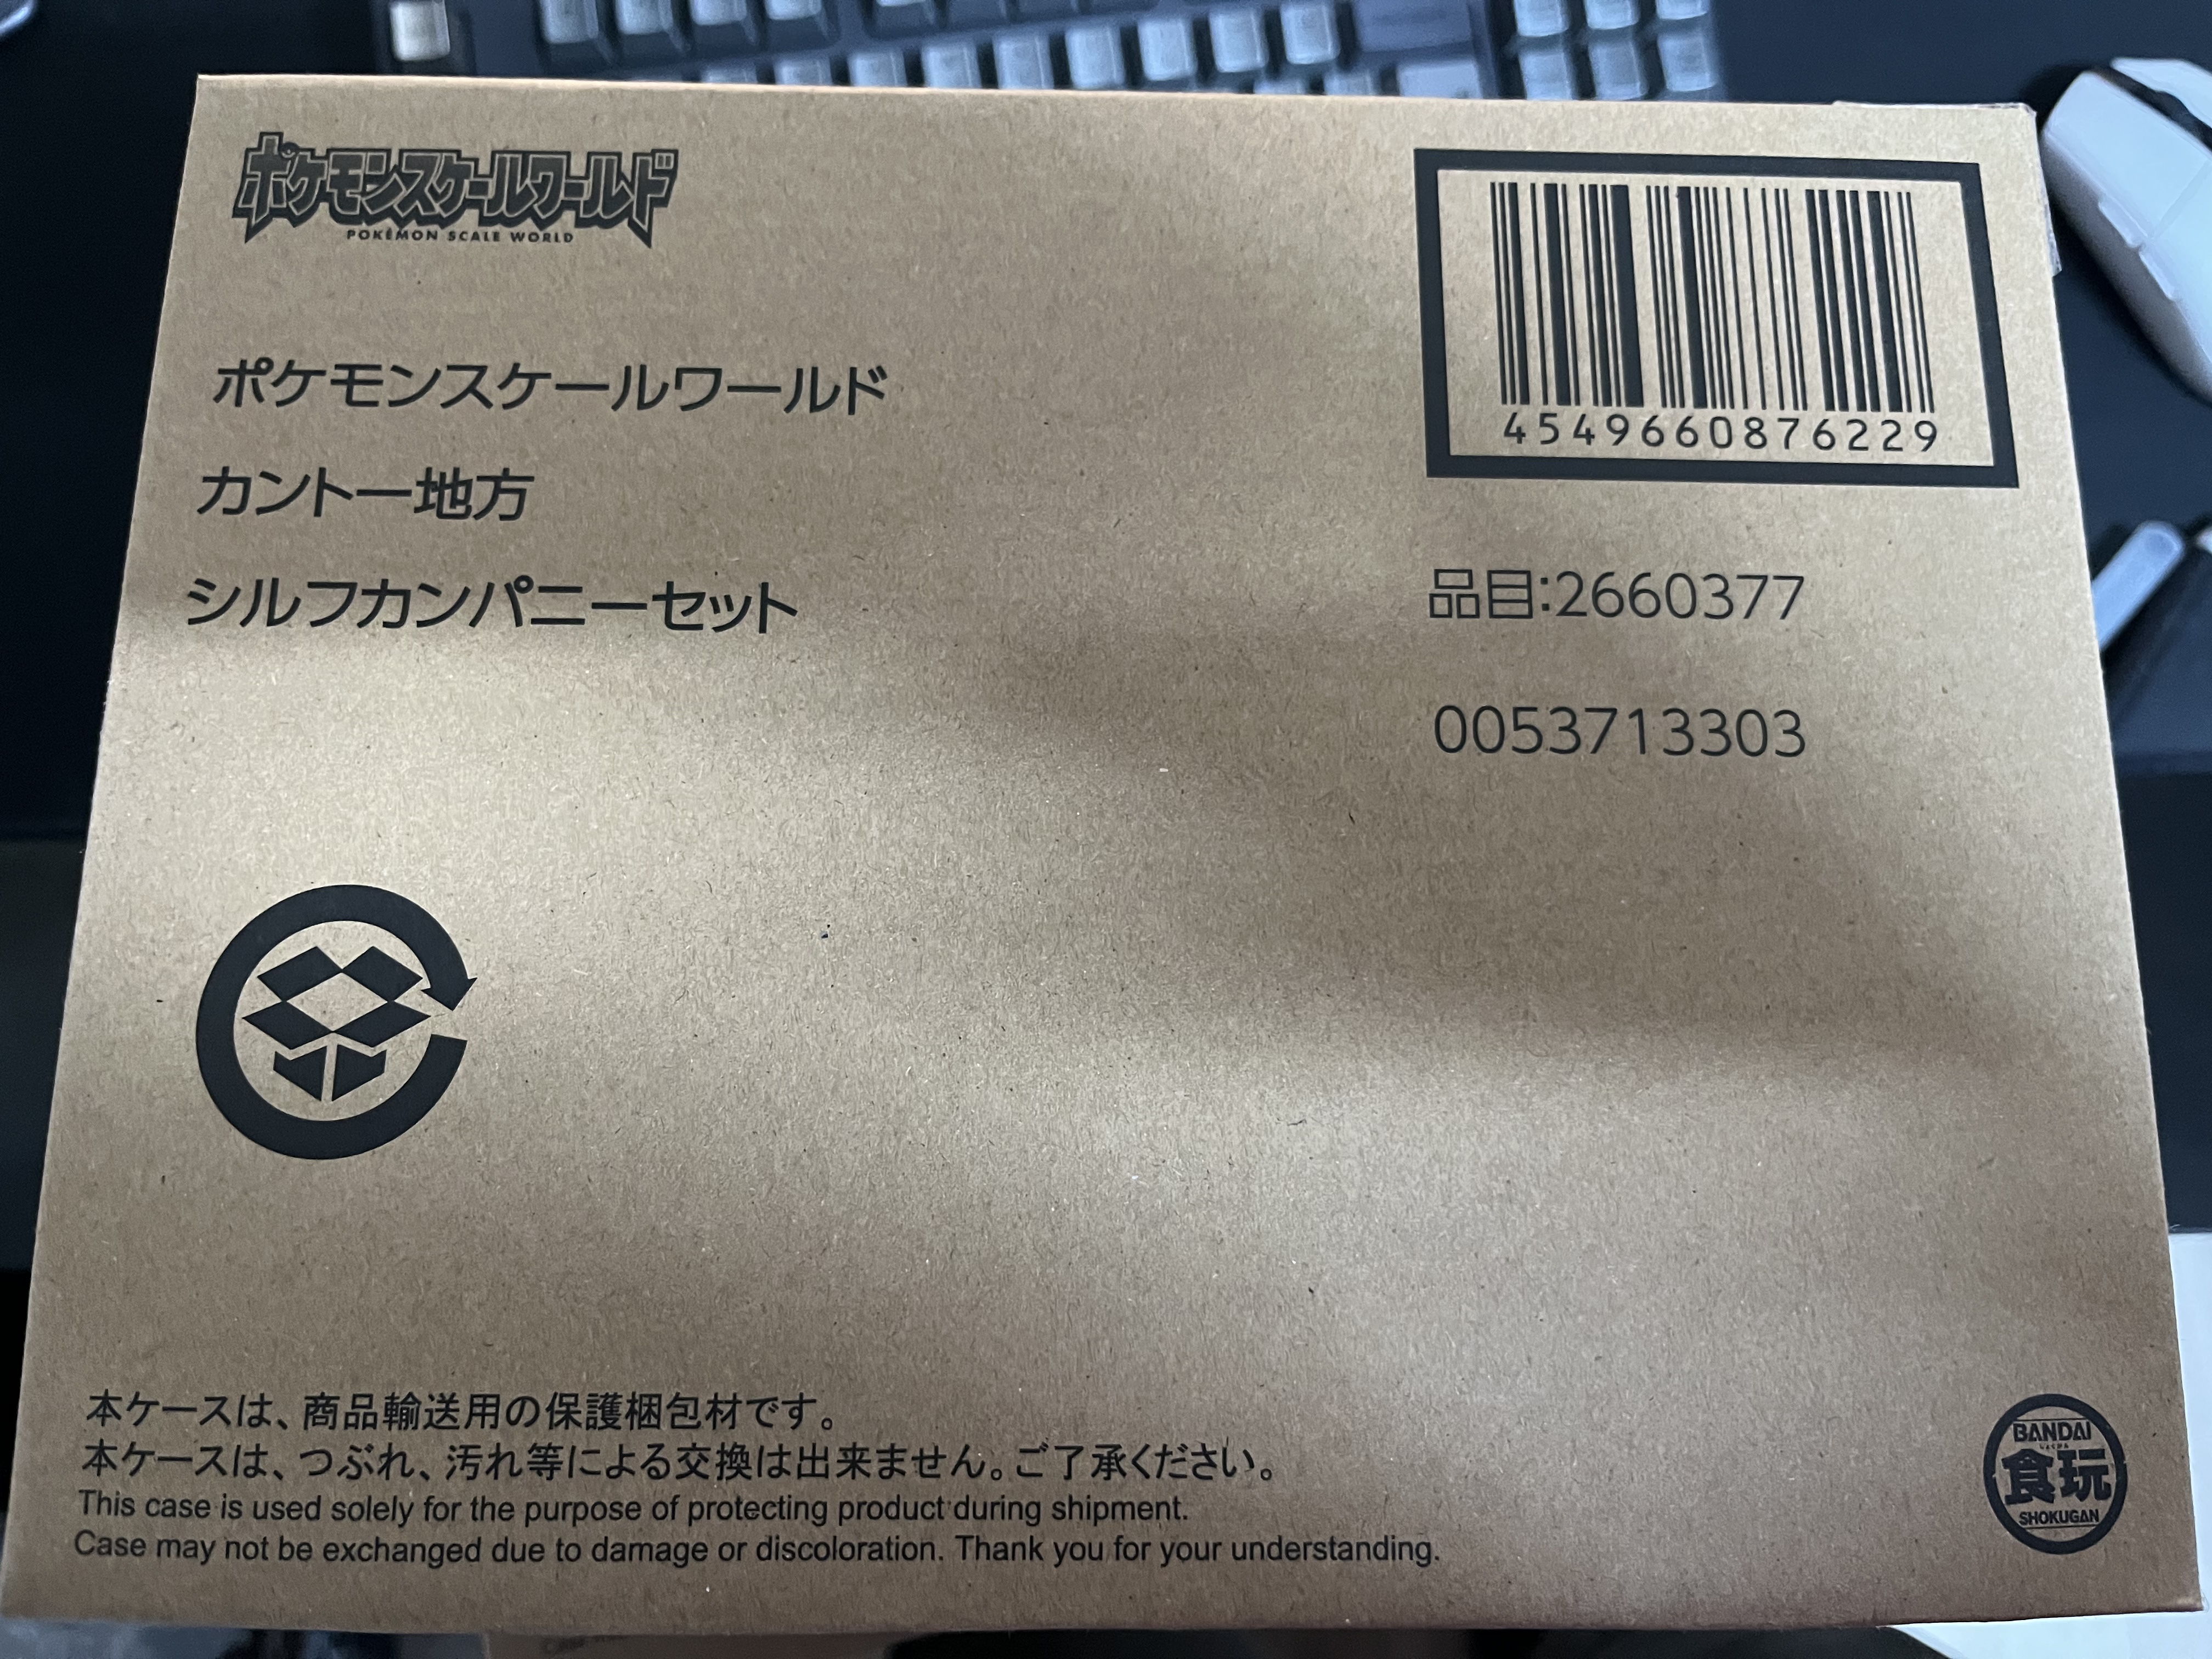 ポケモンスケールワールド
POKÉMON SCALE WORLD
ポケモンスケールワールド
カントー地方
シルフカンパニーセット
4549660876229
品目:2660377
0053713303
本ケースは、商品輸送用の保護梱包材です。
本ケースは、つぶれ、汚れ等による交換は出来ません。ご了承ください。
This case is used solely for the purpose of protecting product during shipment.
Case may not be exchanged due to damage or discoloration. Thank you for your understanding.
BANDAI
しょくがん
食玩
SHOKUGAN